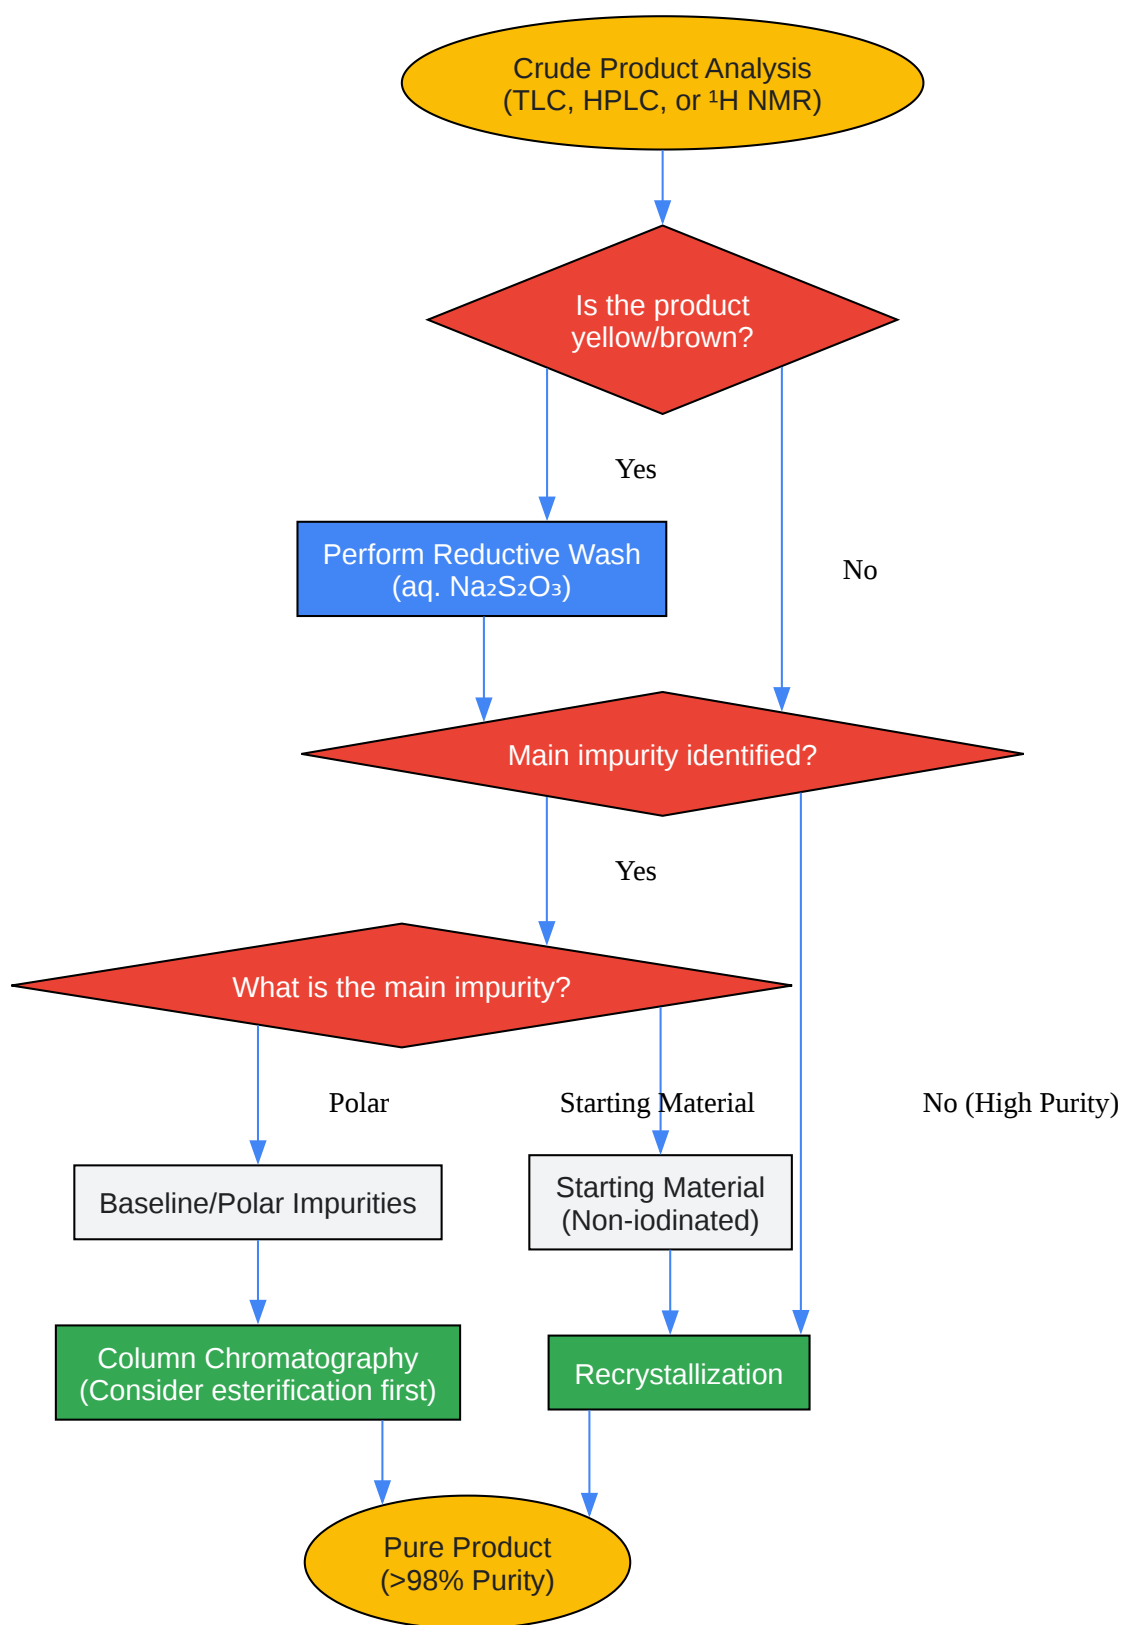 Crude Product Analysis
(TLC, HPLC, or ¹H NMR)
Is the product
yellow/brown?
Yes
Perform Reductive Wash
(aq. Na₂S₂O₃)
No
Main impurity identified?
Yes
What is the main impurity?
Polar
Starting Material
No (High Purity)
Baseline/Polar Impurities
Starting Material
(Non-iodinated)
Column Chromatography
(Consider esterification first)
Recrystallization
Pure Product
(>98% Purity)